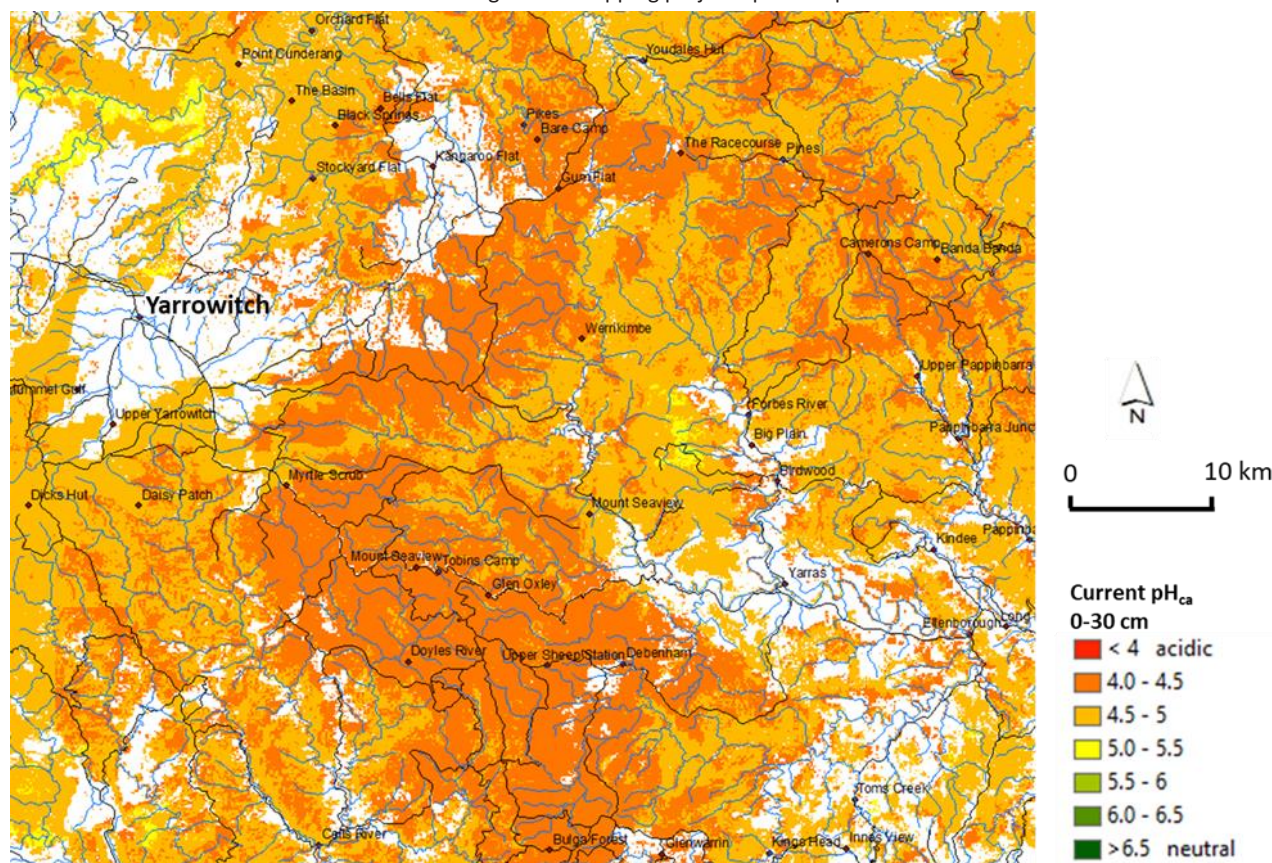 Orchard Flat
Point Cunderang
Youdales Hut
The Basin
Bells Flat
Black Springs
Pikes
Bare Camp
The Racecourse
Pines
Kangaroo Flat
Stockyard Flat
Gum Flat
Camerons Camp
Banda Banda
Yarrowitch
Werrikimbe
Upper Pappinbarra
Upper Yarrowitch
Forbes River
Big Plain
Pappinbarra Junc
Birdwood
Myrtle Scrub
Dicks Hut
Daisy Patch
Mount Seaview
Kindee
Mount Seaview
Tobins Camp
Yarras
Glen Oxley
Ellenborough
Doyles River
Upper Sheep Station
Debenham
Toms Creek
Cells River
Bulga Forest
Glenwarrin
Kings Head
Innes View
N
0 10 km
Current pHca
0-30 cm
< 4 acidic
4.0 - 4.5
4.5 - 5
5.0 - 5.5
5.5 - 6
6.0 - 6.5
>6.5 neutral